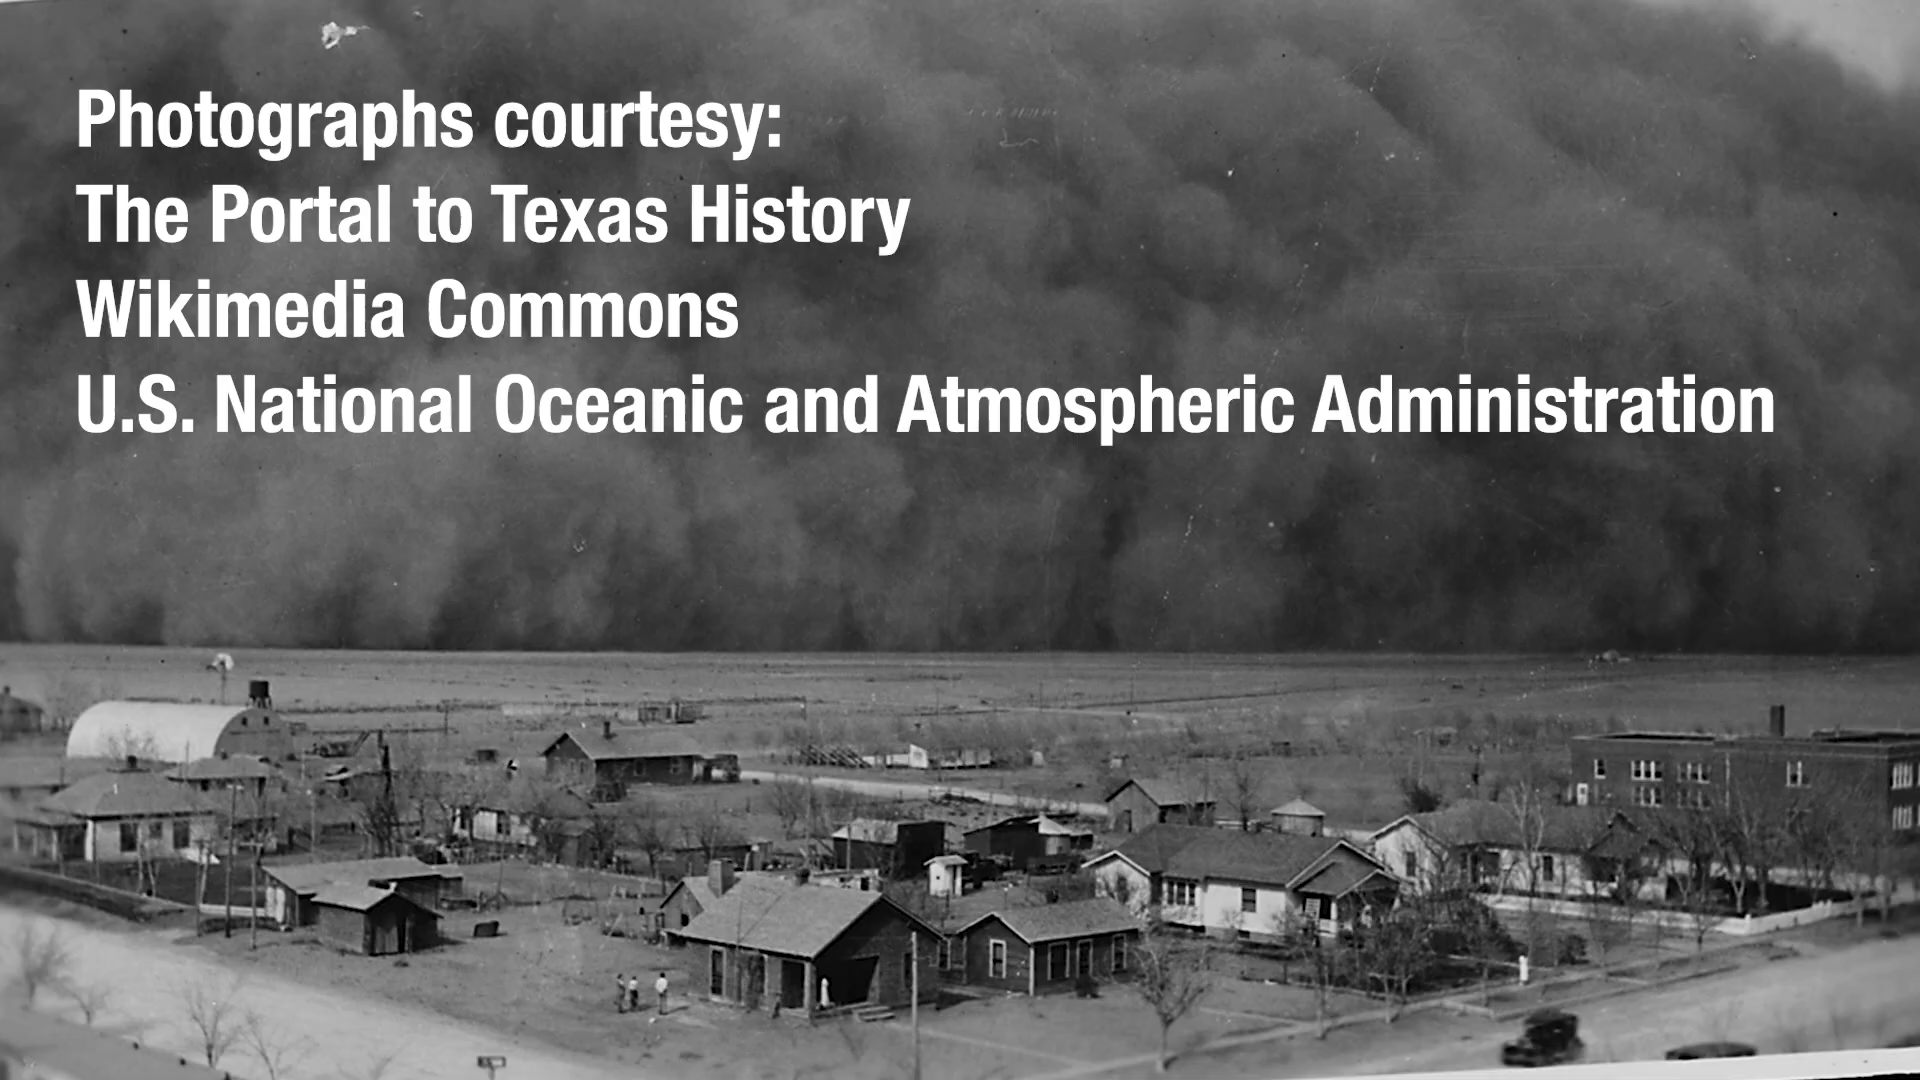 Photographs courtesy:
The Portal to Texas History
Wikimedia Commons
U.S. National Oceanic and Atmospheric Administration